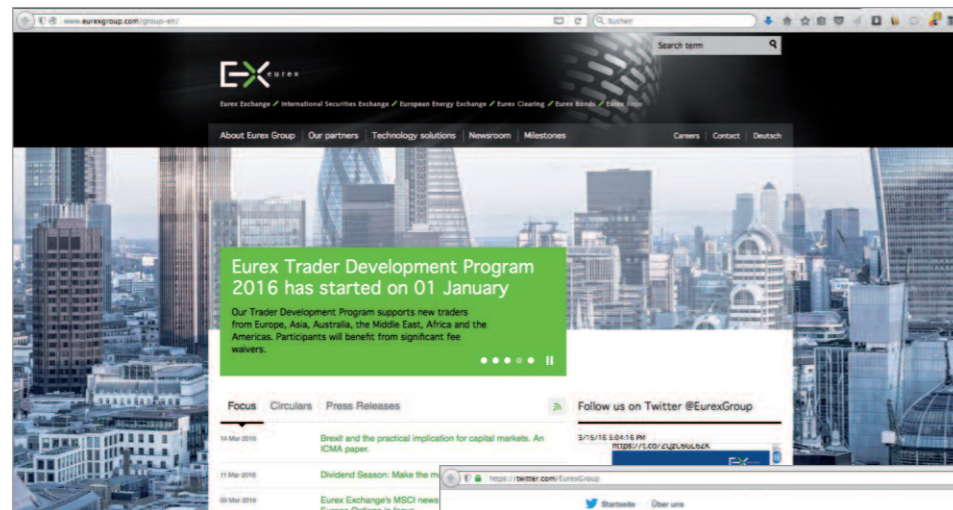 www.eurexgroup.com/group-en/
Suchen
Search term
EX eurex
Eurex Exchange / International Securities Exchange / European Energy Exchange / Eurex Clearing / Eurex Bonds / Eurex Repo
About Eurex Group | Our partners | Technology solutions | Newsroom | Milestones
Careers | Contact | Deutsch
Eurex Trader Development Program
2016 has started on 01 January
Our Trader Development Program supports new traders
from Europe, Asia, Australia, the Middle East, Africa and the
Americas. Participants will benefit from significant fee
waivers.
Focus Circulars Press Releases
14 Mar 2016 Brexit and the practical implication for capital markets. An
ICMA paper.
11 Mar 2016 Dividend Season: Make the
09 Mar 2016 Eurex Exchange's MSCI news
Follow us on Twitter @EurexGroup
3/15/16 5:04:16 PM
https://twitter.com/EurexGroup
Startseite Über uns